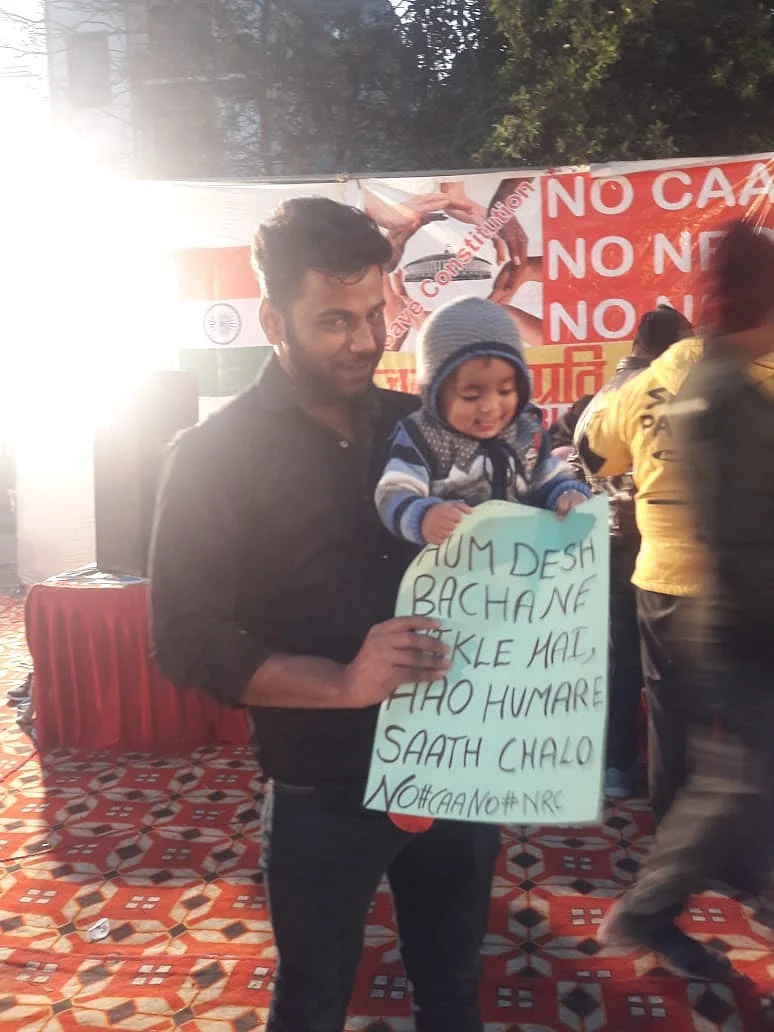 Save Constitution
NO CAA
NO
NO
HUM DESH
BACHANE
NIKLE HAI,
AAO HUMARE
SAATH CHALO
NO#CAA NO#NRC